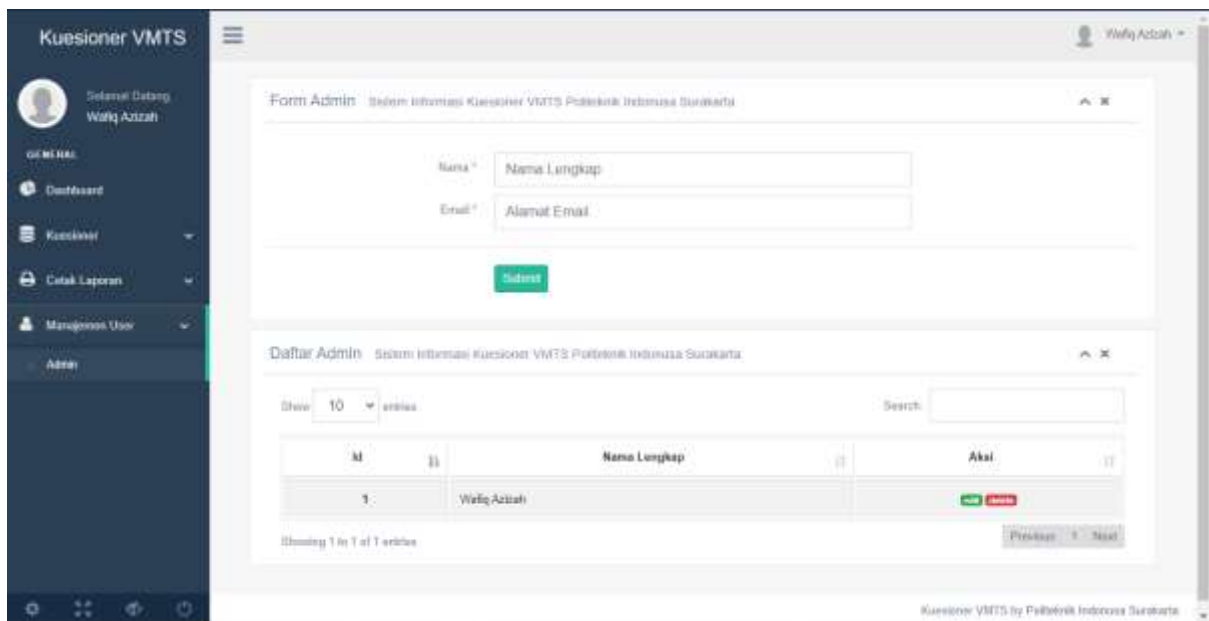 Kuesioner VMTS
Wafiq Azizah
Selamat Datang,
Wafiq Azizah
GENERAL
Dashboard
Kuesioner
Cetak Laporan
Manajemen User
Admin
Form Admin Sistem Informasi Kuesioner VMTS Politeknik Indonusa Surakarta
Nama *
Nama Lengkap
Email *
Alamat Email
Submit
Daftar Admin Sistem Informasi Kuesioner VMTS Politeknik Indonusa Surakarta
Show 10 entries
Search:
Id Nama Lengkap Aksi
1 Wafiq Azizah edit delete
Showing 1 to 1 of 1 entries
Previous 1 Next
Kuesioner VMTS by Politeknik Indonusa Surakarta